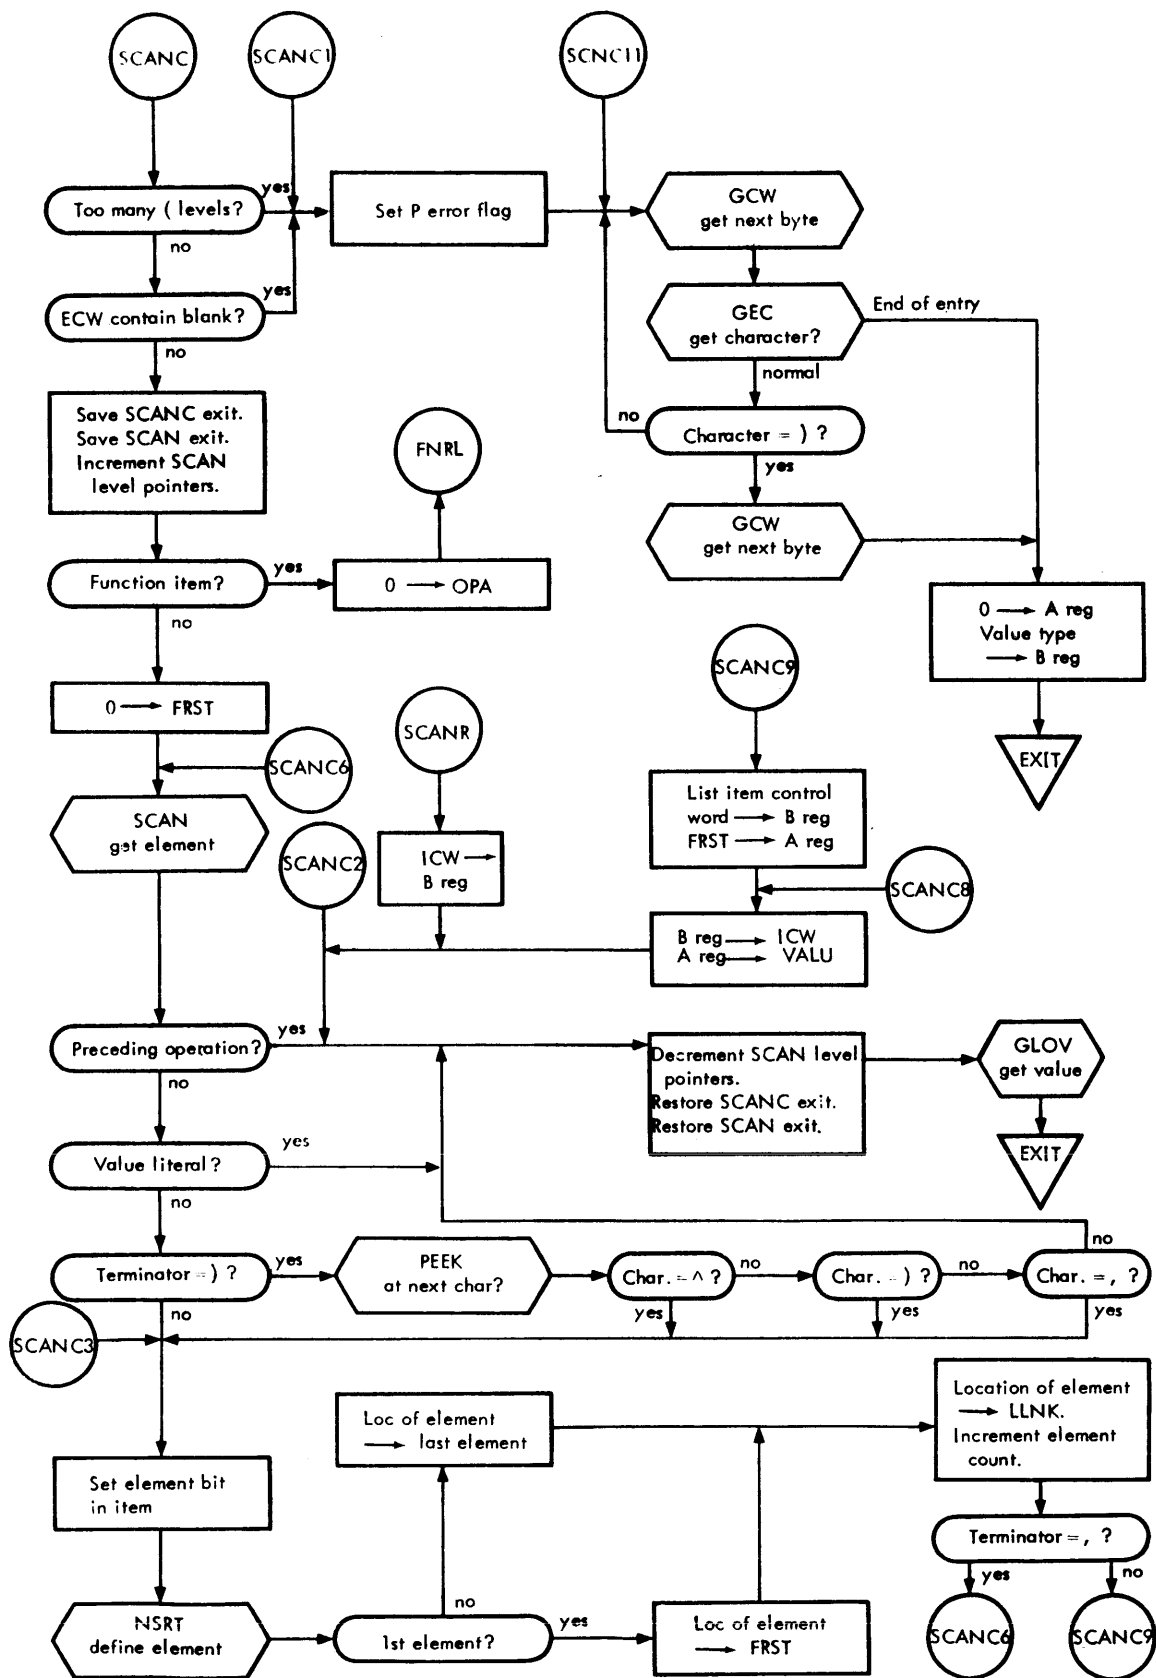 SCANC
SCANC1
SCNC11
Too many ( levels?
yes
no
Set P error flag
GCW
get next byte
ECW contain blank?
yes
no
GEC
get character?
End of entry
normal
Save SCANC exit.
Save SCAN exit.
Increment SCAN
level pointers.
FNRL
no
Character = ) ?
yes
GCW
get next byte
Function item?
yes
no
0 → OPA
0 → A reg
Value type
→ B reg
EXIT
0 → FRST
SCANC6
SCANR
SCANC9
SCAN
get element
SCANC2
ICW →
B reg
List item control
word → B reg
FRST → A reg
SCANC8
B reg → ICW
A reg → VALU
Preceding operation?
yes
no
Decrement SCAN level
pointers.
Restore SCANC exit.
Restore SCAN exit.
GLOV
get value
EXIT
Value literal?
yes
no
Terminator = ) ?
yes
no
PEEK
at next char?
Char. = ^ ?
no
yes
Char. = ) ?
no
yes
Char. = , ?
no
yes
SCANC3
Set element bit
in item
Loc of element
→ last element
Location of element
→ LLNK.
Increment element
count.
Terminator = , ?
yes
no
NSRT
define element
1st element?
no
yes
Loc of element
→ FRST
SCANC6
SCANC9